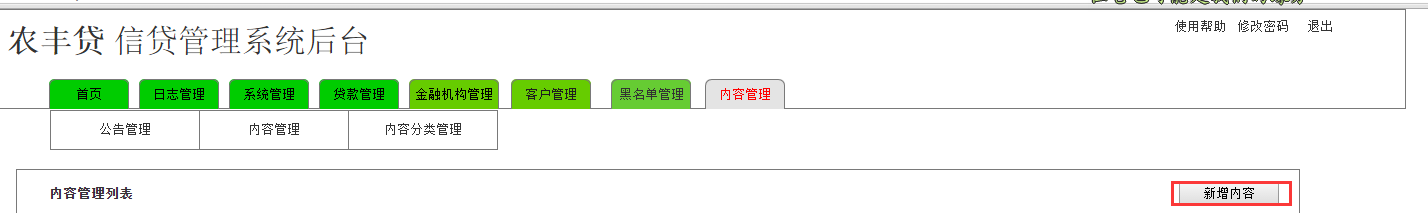 使用帮助 修改密码 退出
农丰贷 信贷管理系统后台
首页 日志管理 系统管理 贷款管理 金融机构管理 客户管理 黑名单管理 内容管理
公告管理 内容管理 内容分类管理
内容管理列表 新增内容